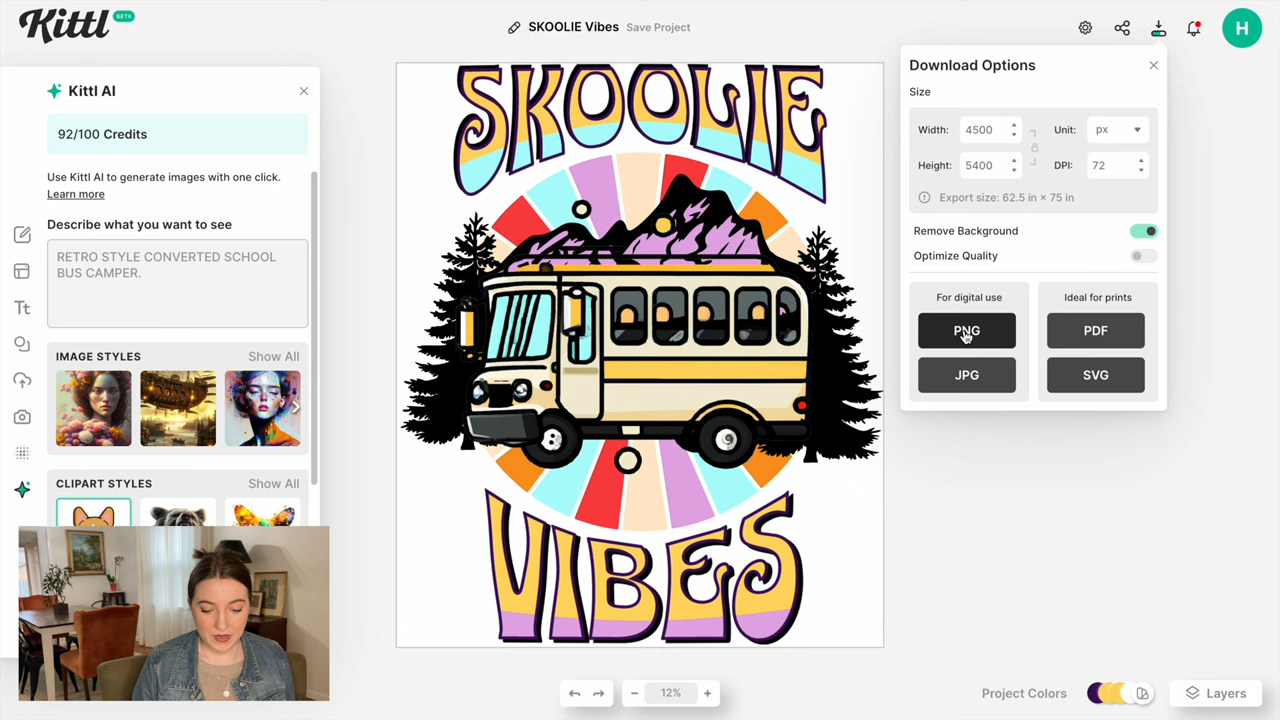 Kittl BETA
SKOOLIE Vibes Save Project
H
Kittl AI
92/100 Credits
Use Kittl AI to generate images with one click.
Learn more
Describe what you want to see
RETRO STYLE CONVERTED SCHOOL
BUS CAMPER.
IMAGE STYLES Show All
CLIPART STYLES Show All
SKOOLIE
VIBES
Download Options
Size
Width: 4500 Unit: px
Height: 5400 DPI: 72
Export size: 62.5 in × 75 in
Remove Background
Optimize Quality
For digital use Ideal for prints
PNG PDF
JPG SVG
12%
Project Colors Layers